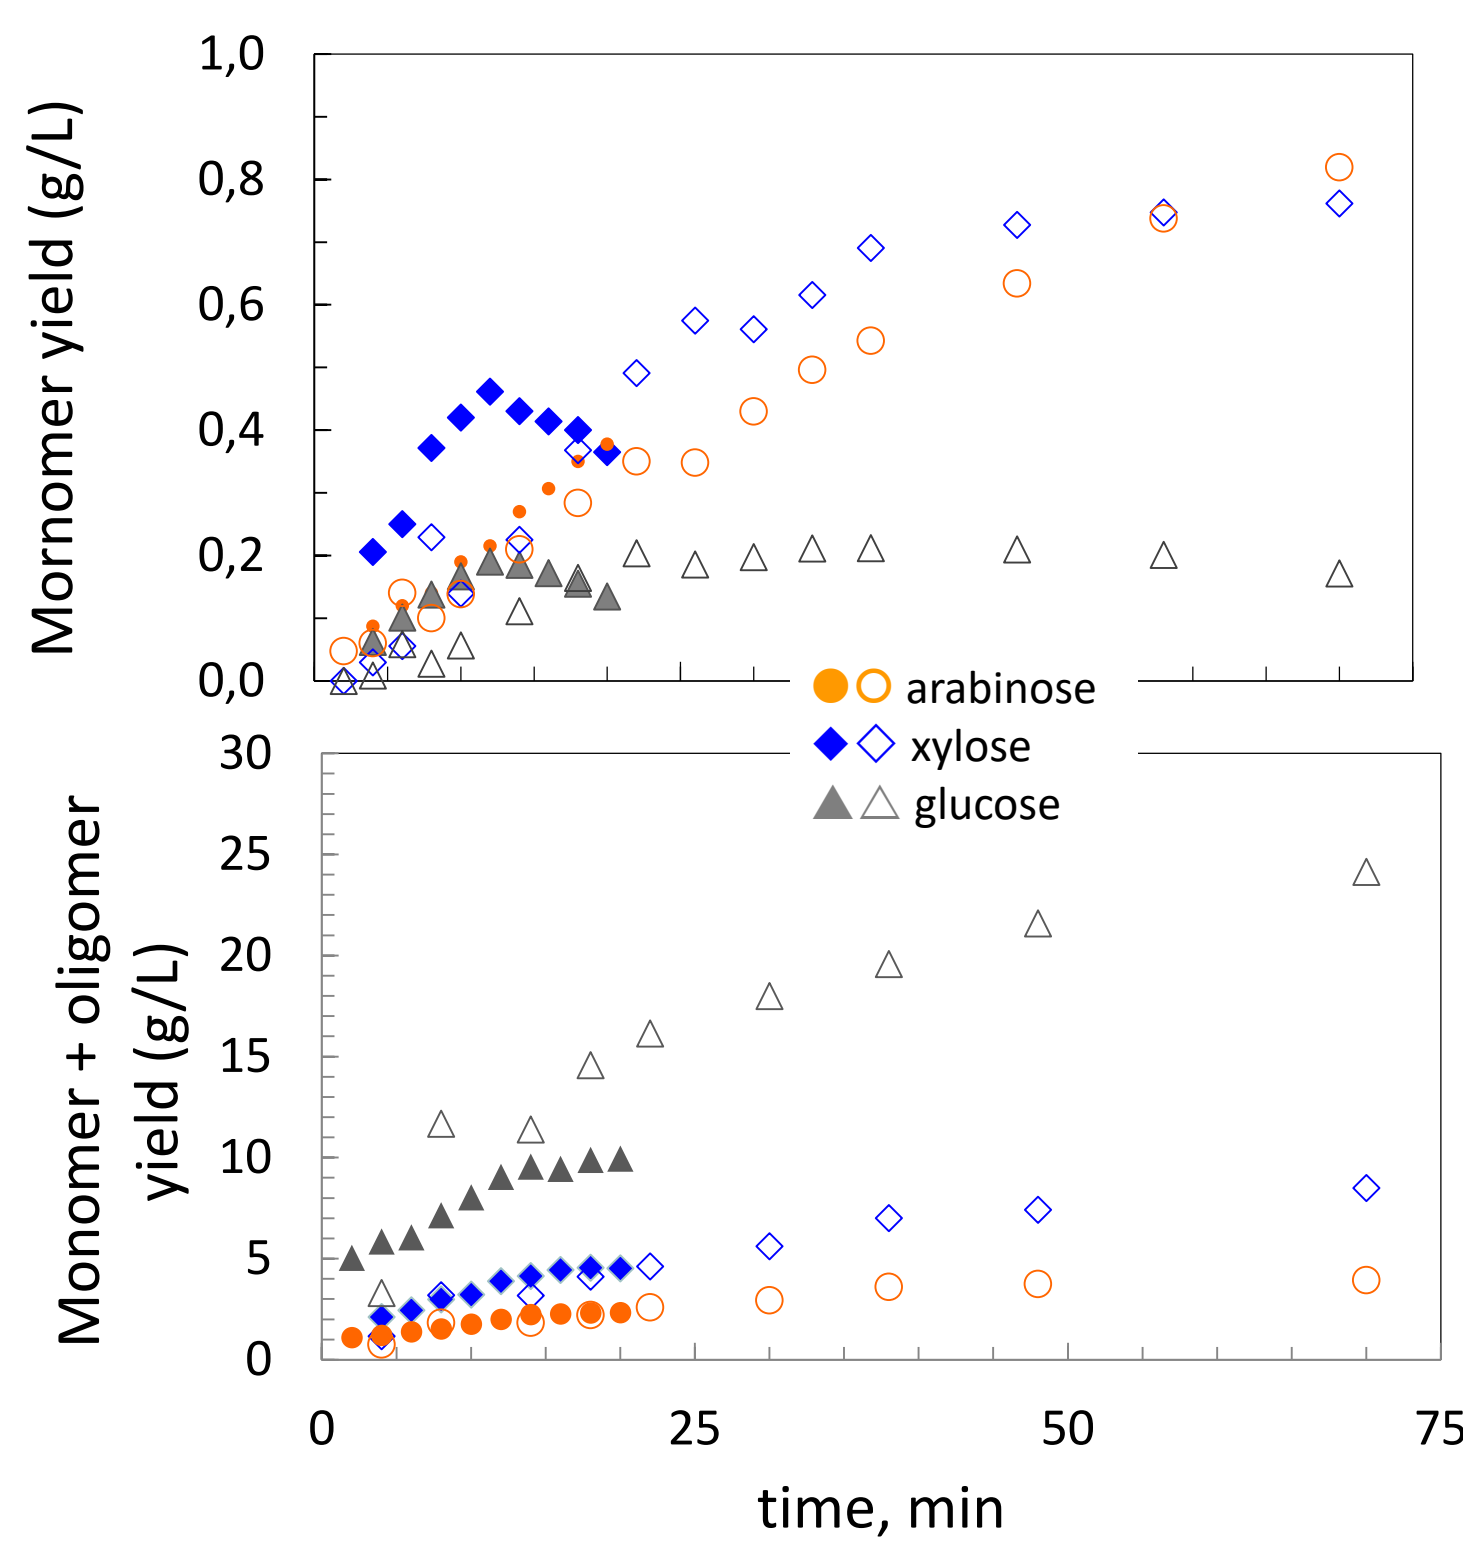 Mornomer yield (g/L)
1,0
0,8
0,6
0,4
0,2
0,0
arabinose
xylose
glucose
Monomer + oligomer
yield (g/L)
30
25
20
15
10
5
0
0 25 50 75
time, min